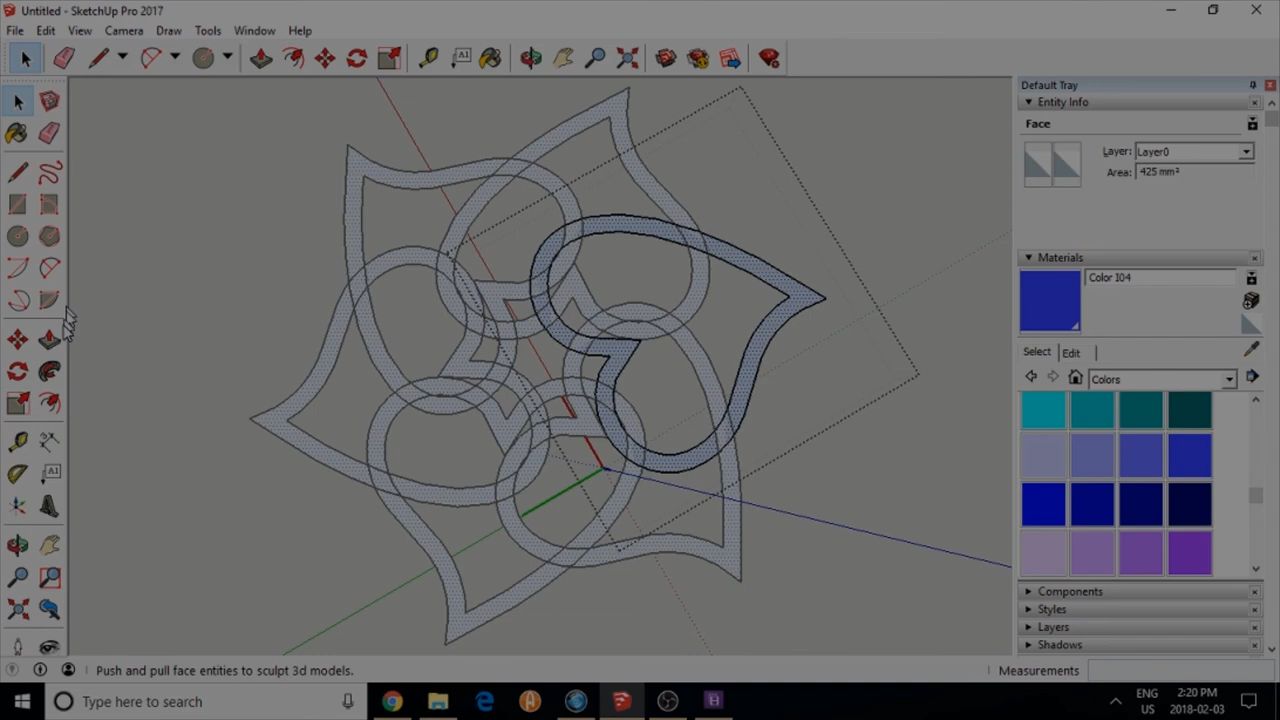 Untitled - SketchUp Pro 2017
File Edit View Camera Draw Tools Window Help
Default Tray
Entity Info
Face
Layer: Layer0
Area: 425 mm²
Materials
Color I04
Select Edit
Colors
Components
Styles
Layers
Shadows
Push and pull face entities to sculpt 3d models.
Measurements
Type here to search
ENG
US
2:20 PM
2018-02-03